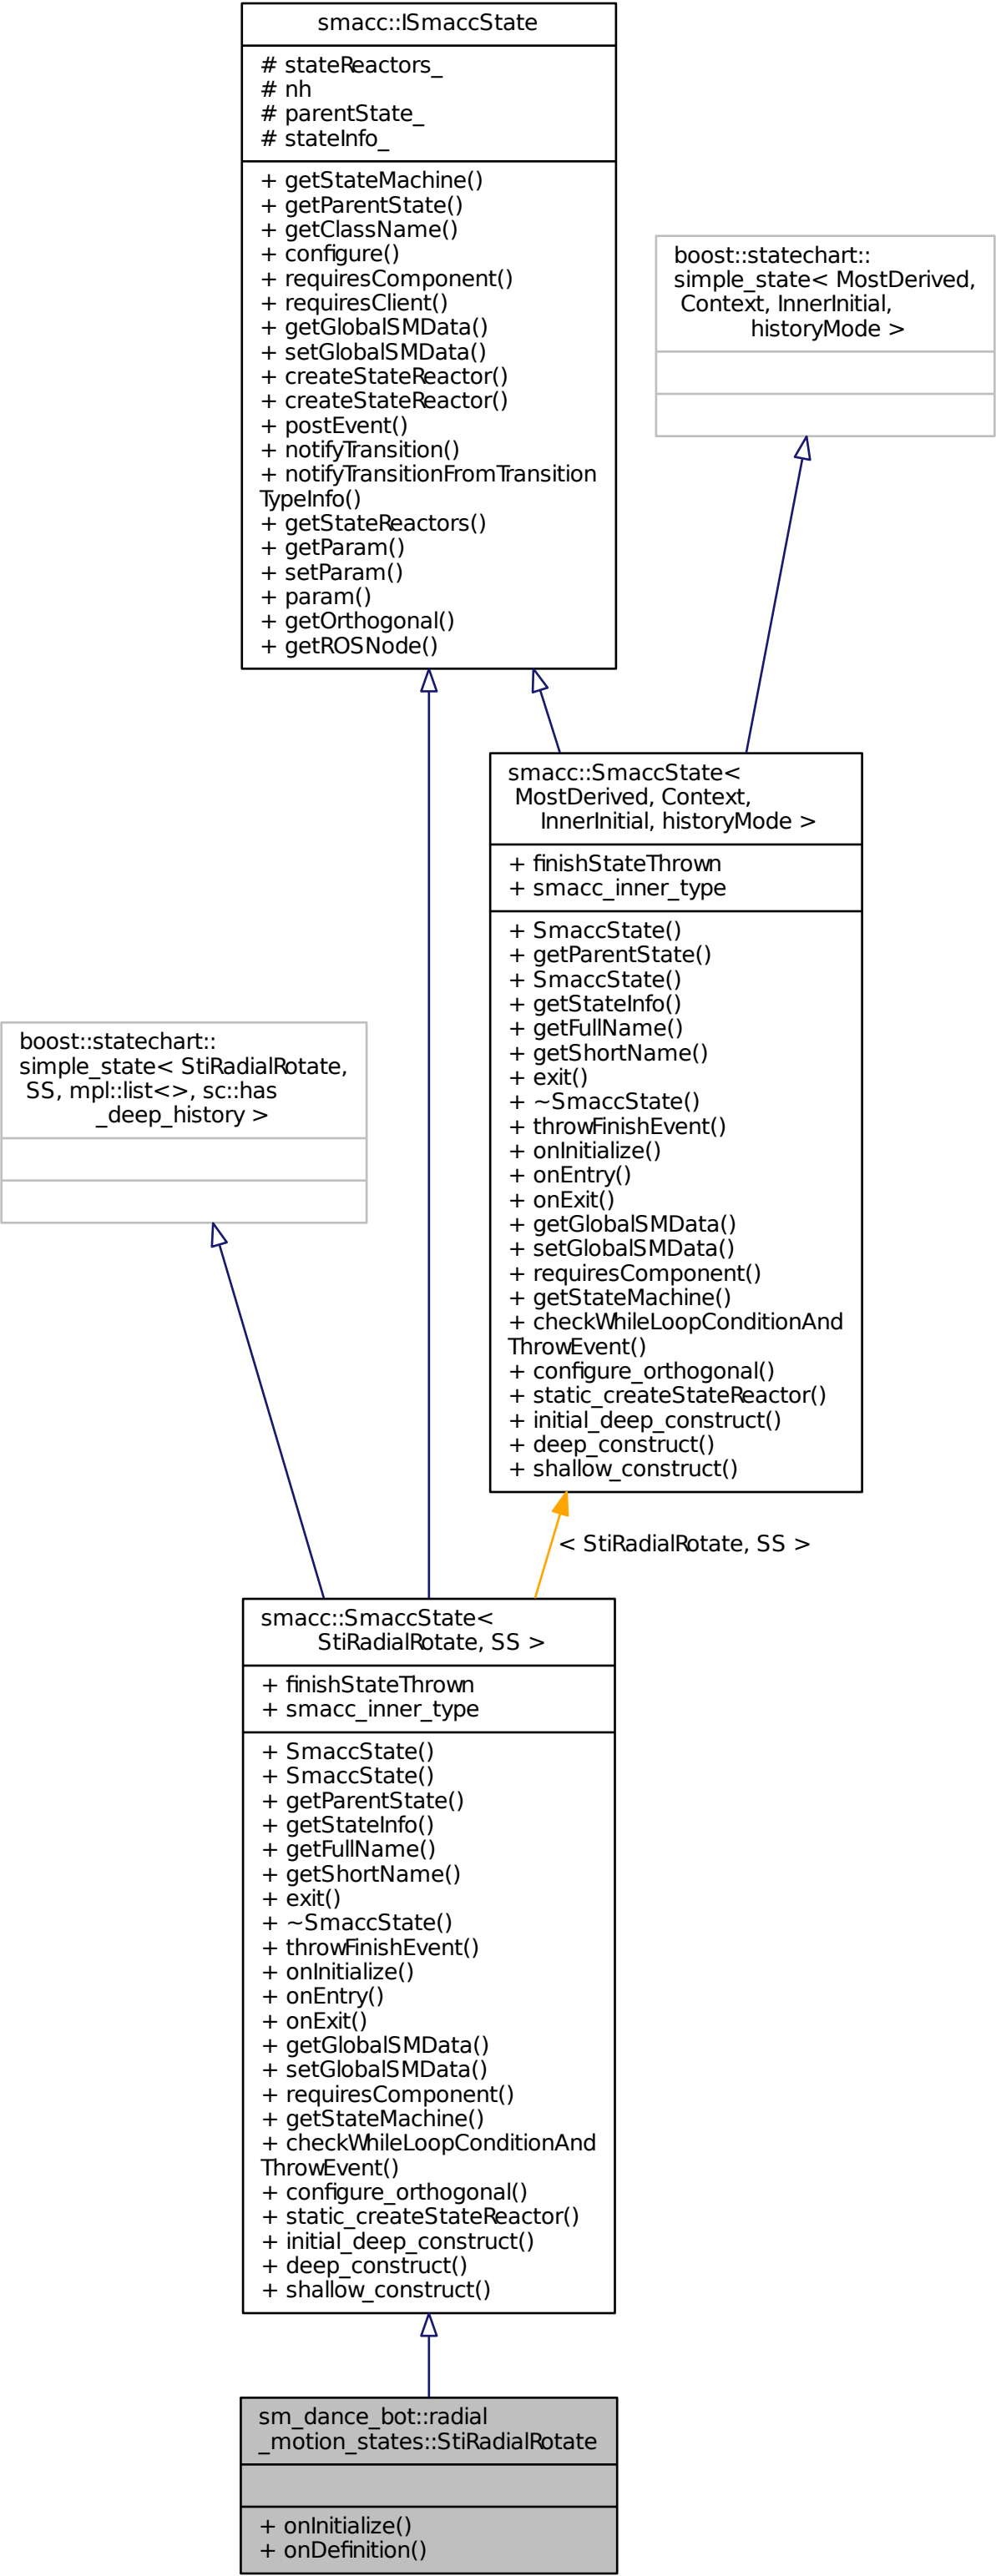 smacc::ISmaccState
# stateReactors_
# nh
# parentState_
# stateInfo_
+ getStateMachine()
+ getParentState()
+ getClassName()
+ configure()
+ requiresComponent()
+ requiresClient()
+ getGlobalSMData()
+ setGlobalSMData()
+ createStateReactor()
+ createStateReactor()
+ postEvent()
+ notifyTransition()
+ notifyTransitionFromTransition
TypeInfo()
+ getStateReactors()
+ getParam()
+ setParam()
+ param()
+ getOrthogonal()
+ getROSNode()
boost::statechart::
simple_state< MostDerived,
Context, InnerInitial,
historyMode >
smacc::SmaccState<
MostDerived, Context,
InnerInitial, historyMode >
+ finishStateThrown
+ smacc_inner_type
+ SmaccState()
+ getParentState()
+ SmaccState()
+ getStateInfo()
+ getFullName()
+ getShortName()
+ exit()
+ ~SmaccState()
+ throwFinishEvent()
+ onInitialize()
+ onEntry()
+ onExit()
+ getGlobalSMData()
+ setGlobalSMData()
+ requiresComponent()
+ getStateMachine()
+ checkWhileLoopConditionAnd
ThrowEvent()
+ configure_orthogonal()
+ static_createStateReactor()
+ initial_deep_construct()
+ deep_construct()
+ shallow_construct()
boost::statechart::
simple_state< StiRadialRotate,
SS, mpl::list<>, sc::has
_deep_history >
< StiRadialRotate, SS >
smacc::SmaccState<
StiRadialRotate, SS >
+ finishStateThrown
+ smacc_inner_type
+ SmaccState()
+ SmaccState()
+ getParentState()
+ getStateInfo()
+ getFullName()
+ getShortName()
+ exit()
+ ~SmaccState()
+ throwFinishEvent()
+ onInitialize()
+ onEntry()
+ onExit()
+ getGlobalSMData()
+ setGlobalSMData()
+ requiresComponent()
+ getStateMachine()
+ checkWhileLoopConditionAnd
ThrowEvent()
+ configure_orthogonal()
+ static_createStateReactor()
+ initial_deep_construct()
+ deep_construct()
+ shallow_construct()
sm_dance_bot::radial
_motion_states::StiRadialRotate
+ onInitialize()
+ onDefinition()